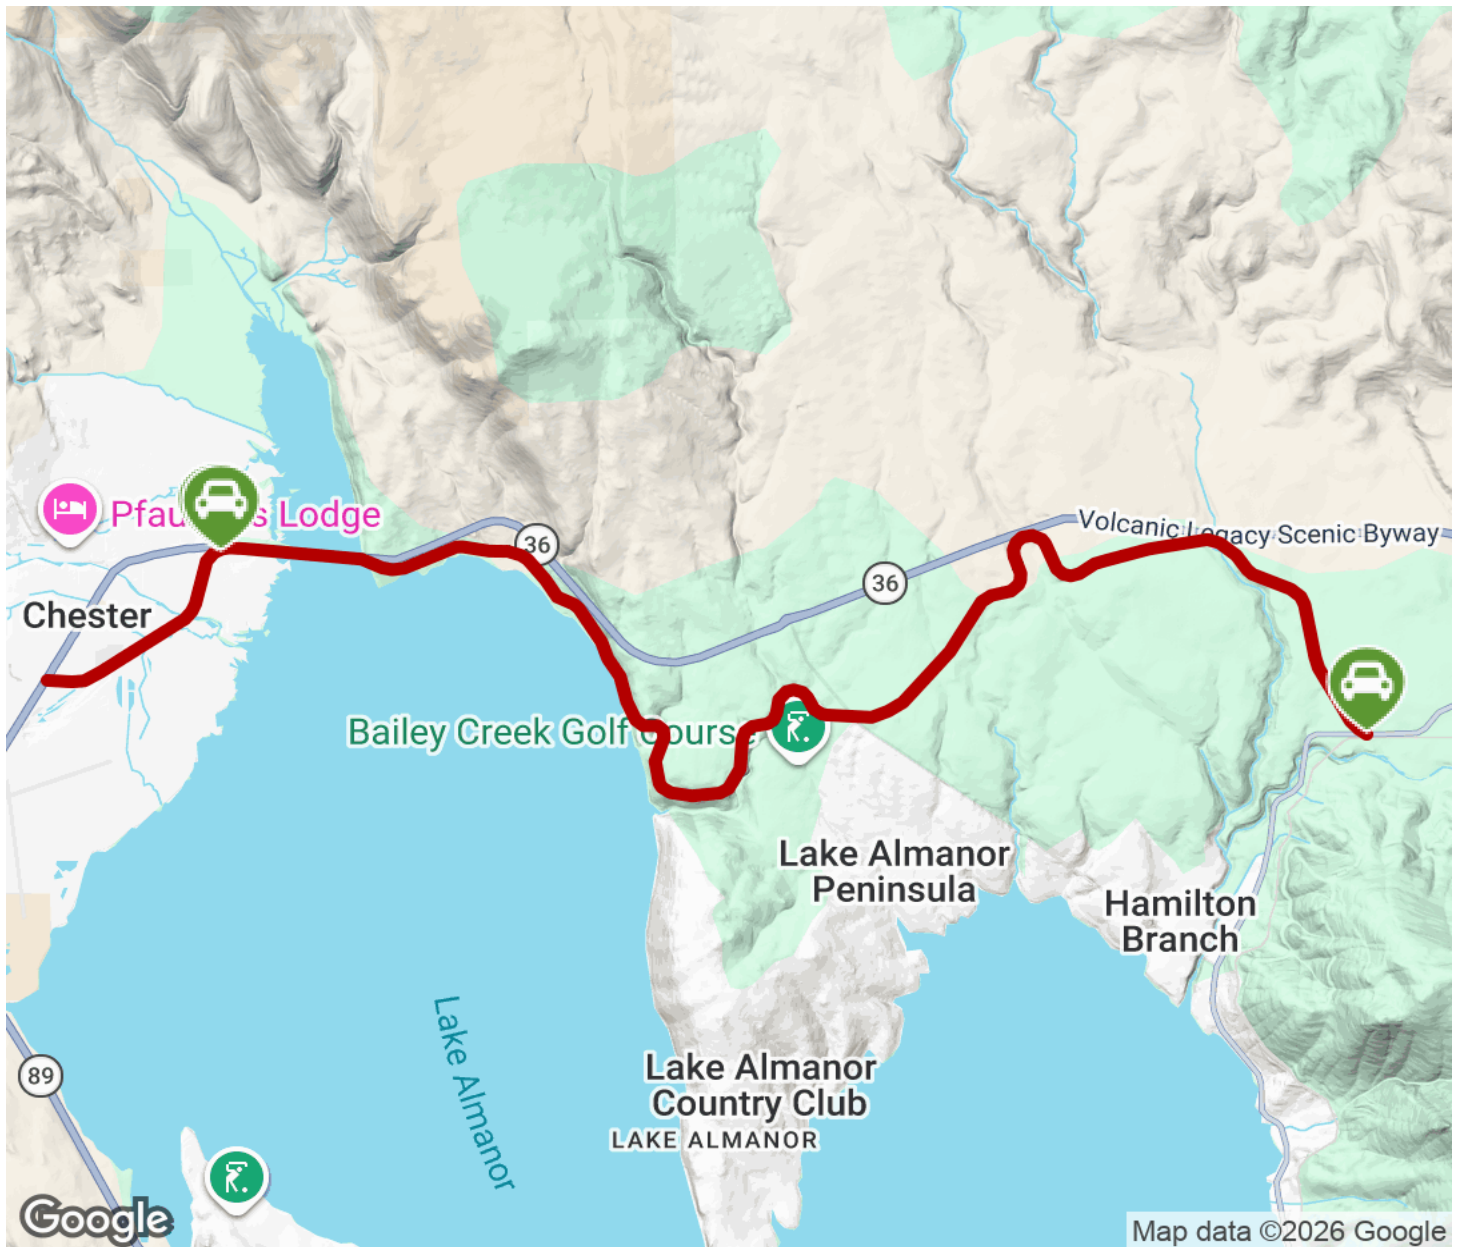 Pfau s Lodge
36
Volcanic Legacy Scenic Byway
36
Chester
Bailey Creek Golf Course
Lake Almanor
Peninsula
Hamilton
Branch
Lake Almanor
Lake Almanor
Country Club
LAKE ALMANOR
89
Google
Map data ©2026 Google